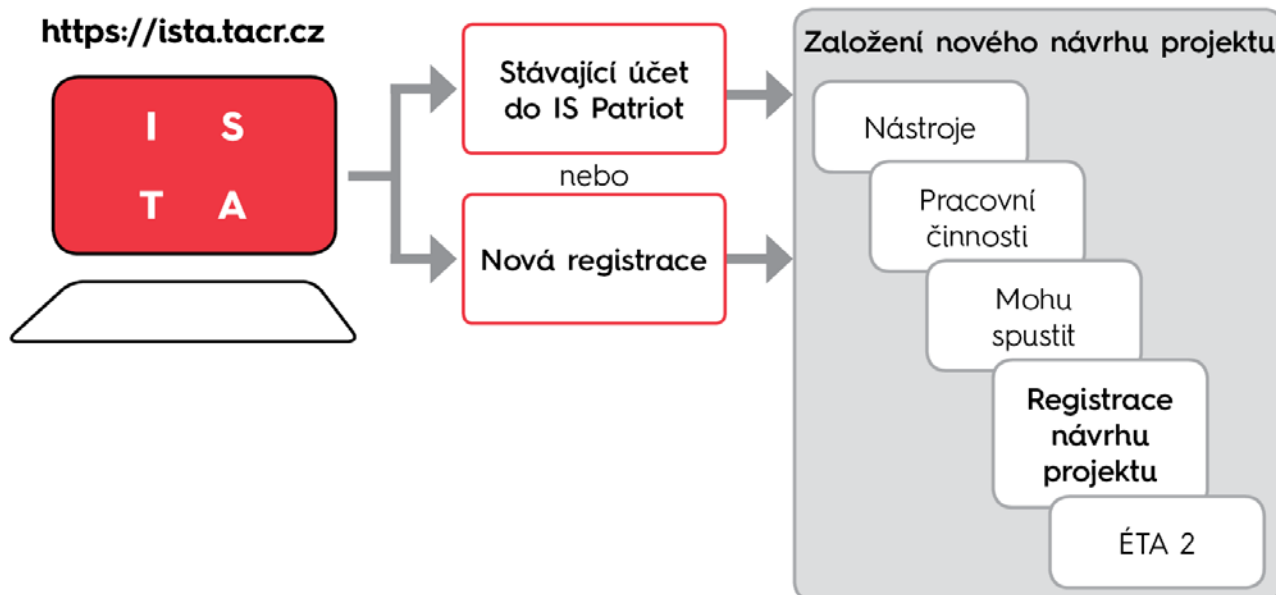 https://ista.tacr.cz
I S
T A
Stávající účet
do IS Patriot
nebo
Nová registrace
Založení nového návrhu projektu
Nástroje
Pracovní
činnosti
Mohu
spustit
Registrace
návrhu
projektu
ÉTA 2